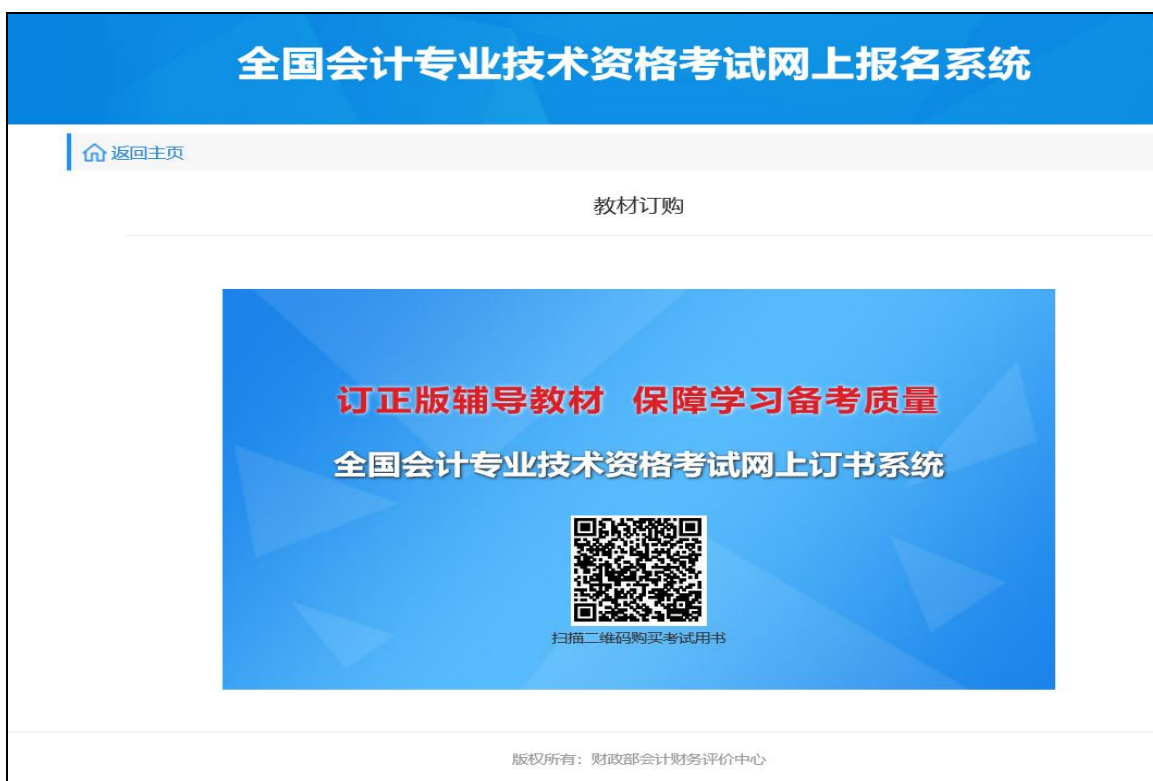 全国会计专业技术资格考试网上报名系统
返回主页
教材订购
订正版辅导教材 保障学习备考质量
全国会计专业技术资格考试网上订书系统
扫描二维码购买考试用书
版权所有：财政部会计财务评价中心